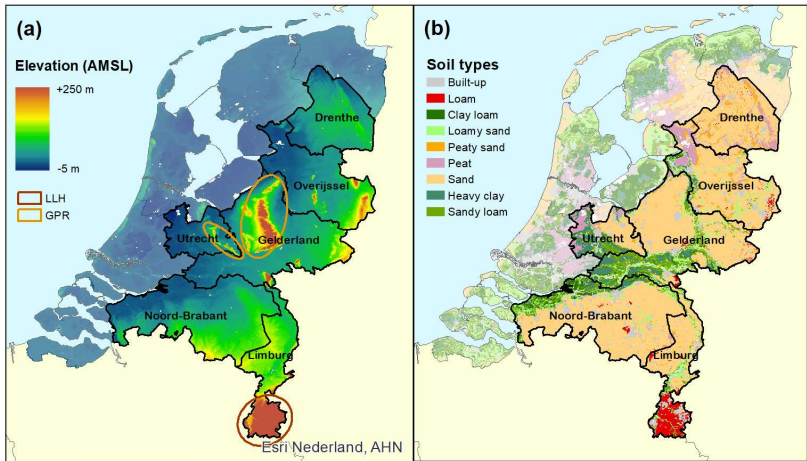 (a)
Elevation (AMSL)
+250 m
-5 m
LLH
GPR
Drenthe
Overijssel
Utrecht
Gelderland
Noord-Brabant
Limburg
Esri Nederland, AHN
(b)
Soil types
Built-up
Loam
Clay loam
Loamy sand
Peaty sand
Peat
Sand
Heavy clay
Sandy loam
Drenthe
Overijssel
Utrecht
Gelderland
Noord-Brabant
Limburg